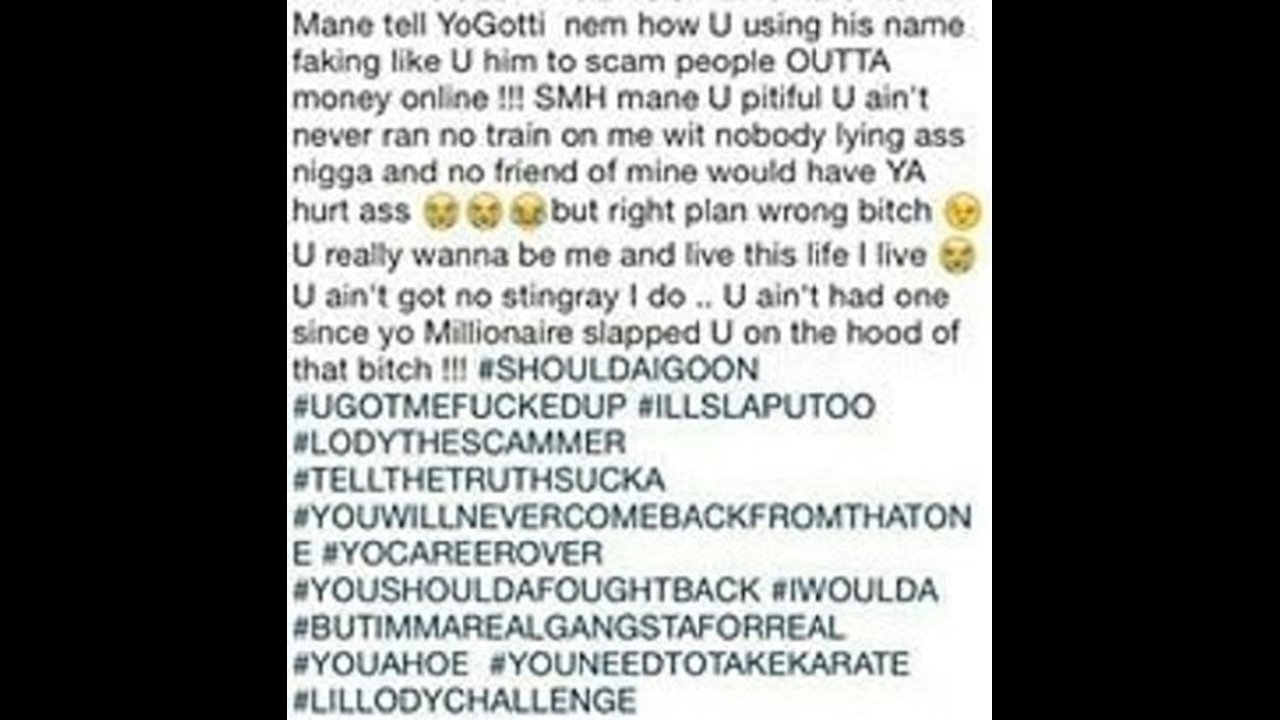 Mane tell YoGotti nem how U using his name
faking like U him to scam people OUTTA
money online !!! SMH mane U pitiful U ain't
never ran no train on me wit nobody lying ass
nigga and no friend of mine would have YA
hurt ass 😭😭😂but right plan wrong bitch 😉
U really wanna be me and live this life I live 😭
U ain't got no stingray I do .. U ain't had one
since yo Millionaire slapped U on the hood of
that bitch !!! #SHOULDAIGOON
#UGOTMEFUCKEDUP #ILLSLAPUTOO
#LODYTHESCAMMER
#TELLTHETRUTHSUCKA
#YOUWILLNEVERCOMEBACKFROMTHATON
E #YOCAREEROVER
#YOUSHOULDAFOUGHTBACK #IWOULDA
#BUTIMMAREALGANGSTAFORREAL
#YOUAHOE #YOUNEEDTOTAKEKARATE
#LILLODYCHALLENGE